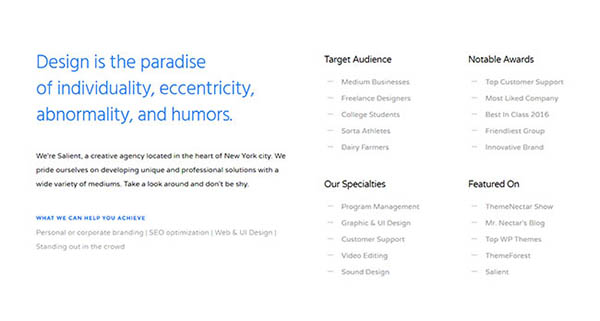 Design is the paradise
of individuality, eccentricity,
abnormality, and humors.
We're Salient, a creative agency located in the heart of New York city. We
pride ourselves on developing unique and professional solutions with a
wide variety of mediums. Take a look around and don't be shy.
WHAT WE CAN HELP YOU ACHIEVE
Personal or corporate branding | SEO optimization | Web & UI Design |
Standing out in the crowd
Target Audience
— Medium Businesses
— Freelance Designers
— College Students
— Sorta Athletes
— Dairy Farmers
Notable Awards
— Top Customer Support
— Most Liked Company
— Best In Class 2016
— Friendliest Group
— Innovative Brand
Our Specialties
— Program Management
— Graphic & UI Design
— Customer Support
— Video Editing
— Sound Design
Featured On
— ThemeNectar Show
— Mr. Nectar's Blog
— Top WP Themes
— ThemeForest
— Salient